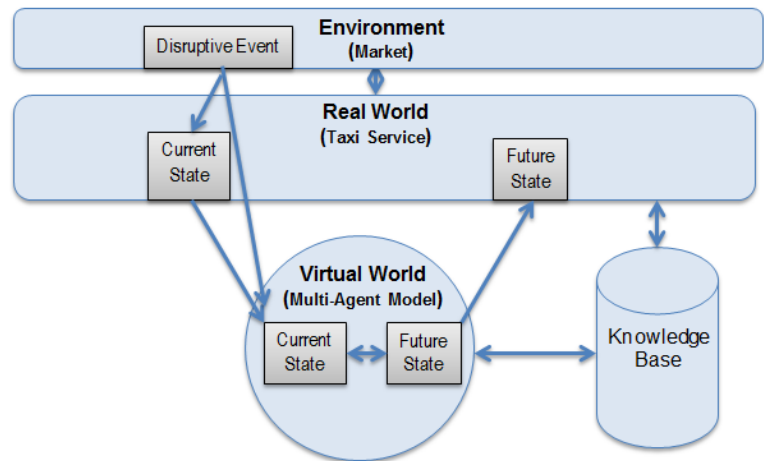 Environment
(Market)
Disruptive Event
Real World
(Taxi Service)
Current
State
Future
State
Virtual World
(Multi-Agent Model)
Current
State
Future
State
Knowledge
Base